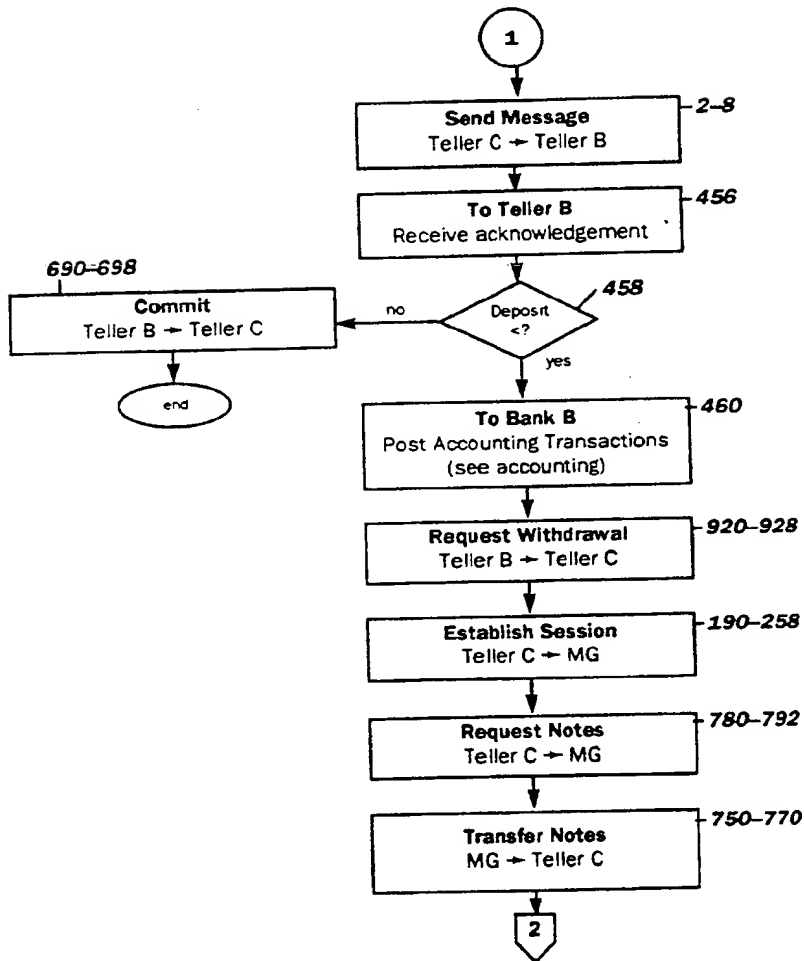 1
Send Message
Teller C → Teller B
2-8
To Teller B
Receive acknowledgement
456
690-698
Commit
Teller B → Teller C
no
Deposit
<?
458
yes
end
To Bank B
Post Accounting Transactions
(see accounting)
460
Request Withdrawal
Teller B → Teller C
920-928
Establish Session
Teller C → MG
190-258
Request Notes
Teller C → MG
780-792
Transfer Notes
MG → Teller C
750-770
2